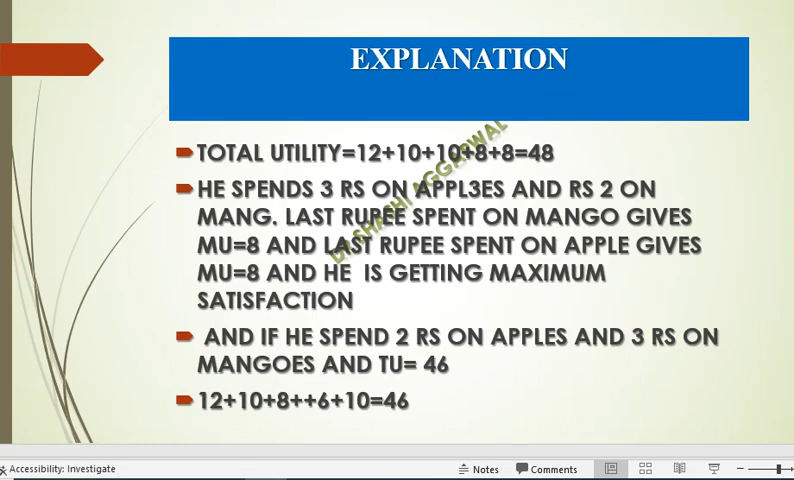 EXPLANATION
TOTAL UTILITY=12+10+10+8+8=48
HE SPENDS 3 RS ON APPL3ES AND RS 2 ON
MANG. LAST RUPEE SPENT ON MANGO GIVES
MU=8 AND LAST RUPEE SPENT ON APPLE GIVES
MU=8 AND HE IS GETTING MAXIMUM
SATISFACTION
AND IF HE SPEND 2 RS ON APPLES AND 3 RS ON
MANGOES AND TU= 46
12+10+8++6+10=46
DR SHASHI AGGARWAL
Accessibility: Investigate
Notes
Comments